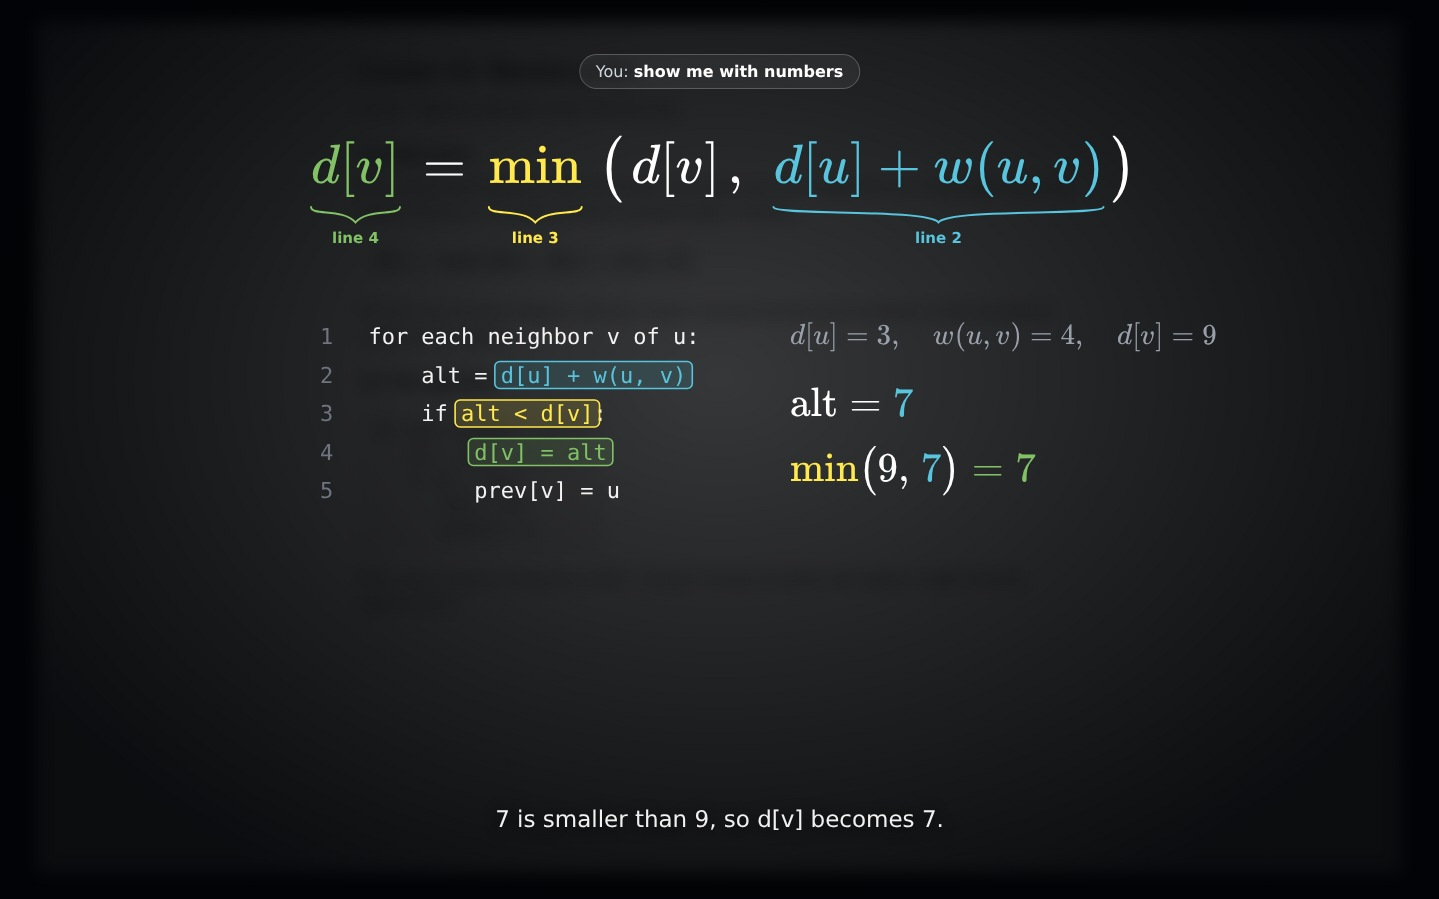 You: show me with numbers
d[v] = min (d[v], d[u] + w(u, v))
line 4 line 3 line 2
1 for each neighbor v of u:
2 alt = d[u] + w(u, v)
3 if alt < d[v]:
4 d[v] = alt
5 prev[v] = u
d[u] = 3, w(u, v) = 4, d[v] = 9
alt = 7
min(9, 7) = 7
7 is smaller than 9, so d[v] becomes 7.